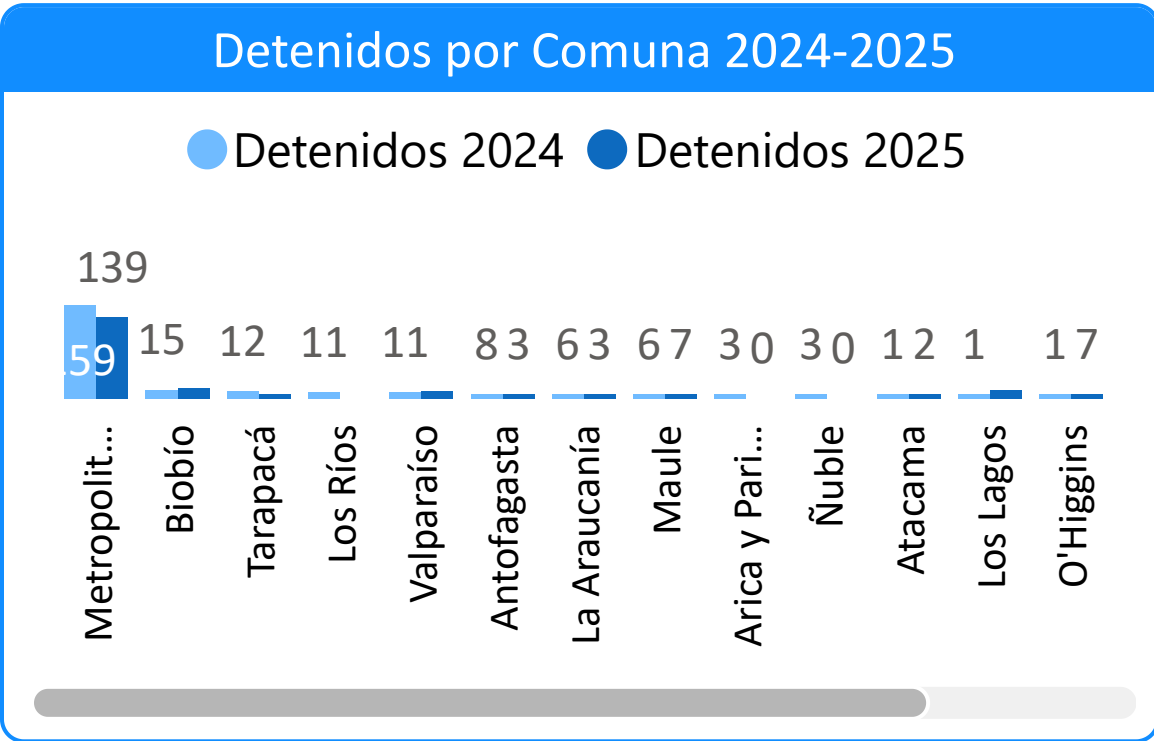 Detenidos por Comuna 2024-2025
Detenidos 2024 Detenidos 2025
139
59
15 12 11 11 8 3 6 3 6 7 3 0 3 0 1 2 1 1 7
Metropolit...
Biobío
Tarapacá
Los Ríos
Valparaíso
Antofagasta
La Araucanía
Maule
Arica y Pari...
Ñuble
Atacama
Los Lagos
O'Higgins